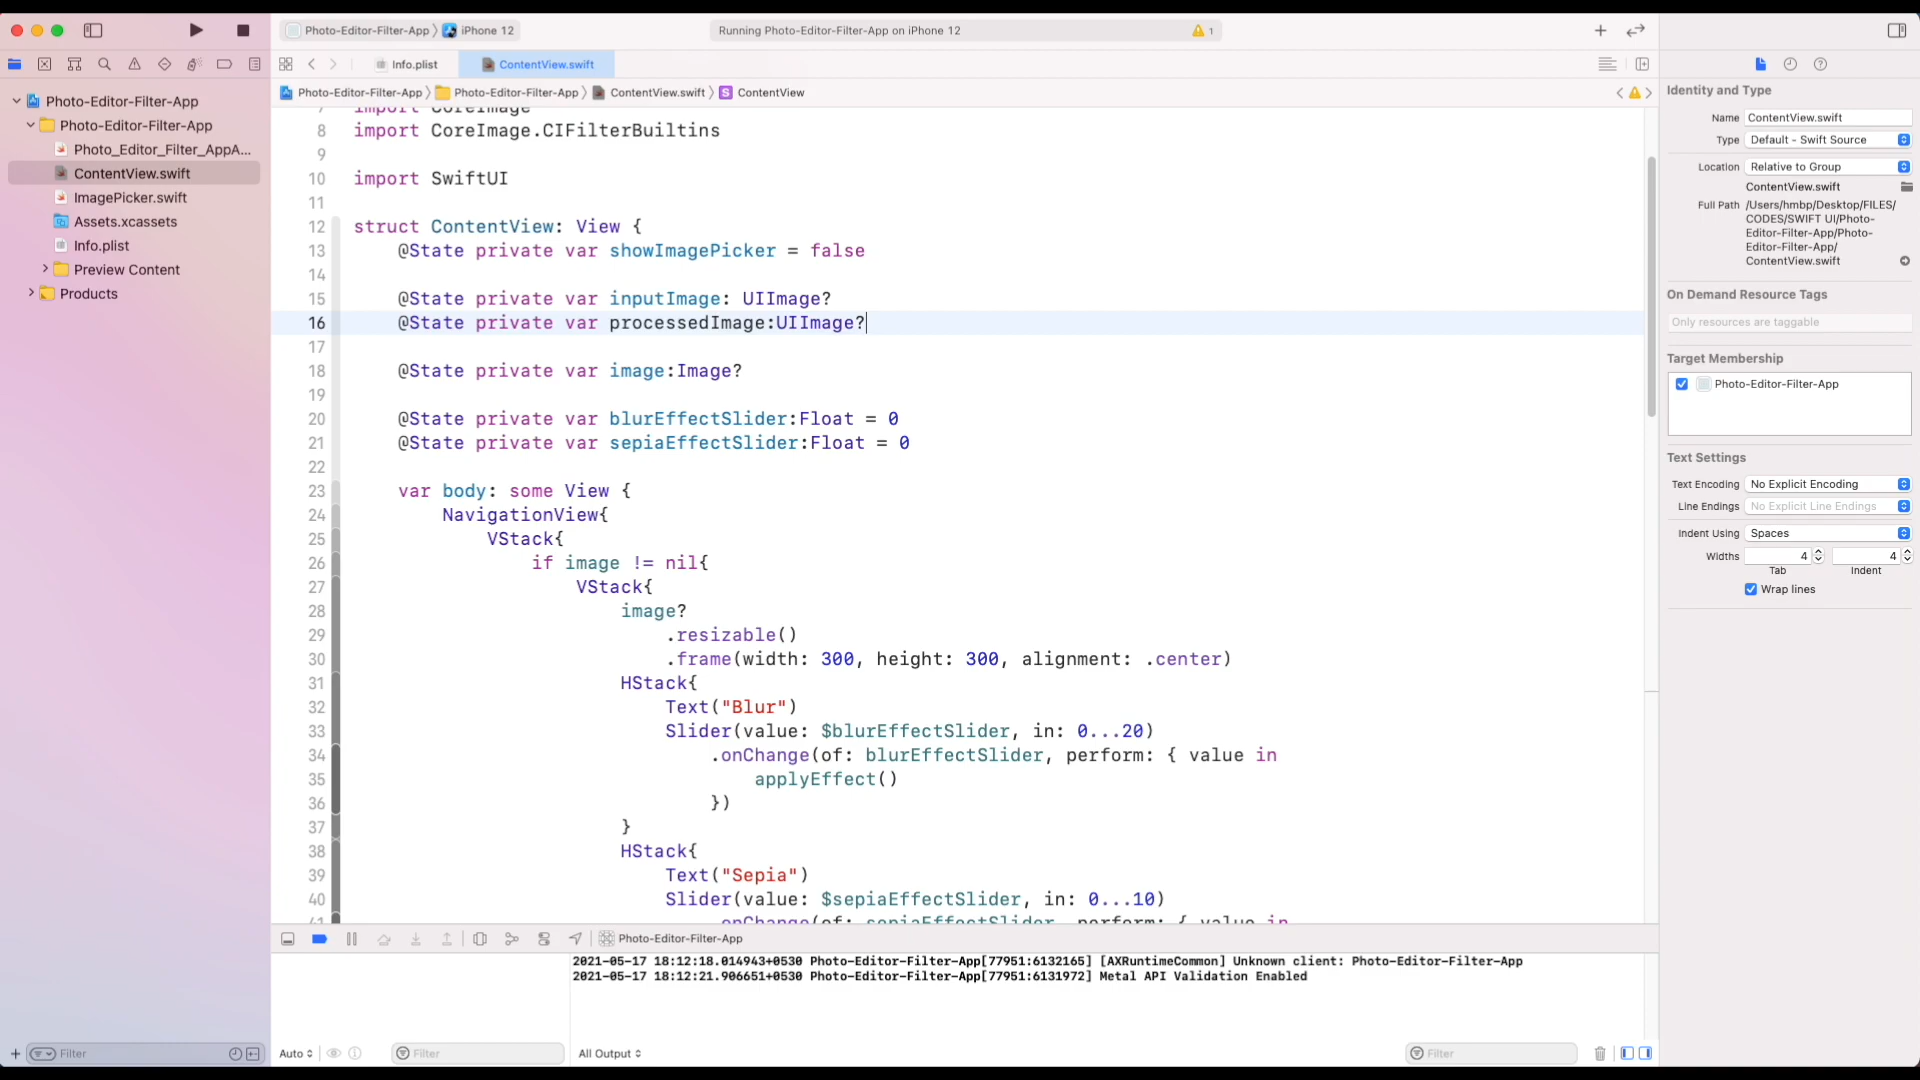 Photo-Editor-Filter-App 〉 iPhone 12
Running Photo-Editor-Filter-App on iPhone 12
1
Info.plist
ContentView.swift
Photo-Editor-Filter-App 〉 Photo-Editor-Filter-App 〉 ContentView.swift 〉 ContentView
Photo-Editor-Filter-App
Photo-Editor-Filter-App
Photo_Editor_Filter_AppA...
ContentView.swift
ImagePicker.swift
Assets.xcassets
Info.plist
Preview Content
Products
Filter
7 import CoreImage
8 import CoreImage.CIFilterBuiltins
9
10 import SwiftUI
11
12 struct ContentView: View {
13 @State private var showImagePicker = false
14
15 @State private var inputImage: UIImage?
16 @State private var processedImage:UIImage?
17
18 @State private var image:Image?
19
20 @State private var blurEffectSlider:Float = 0
21 @State private var sepiaEffectSlider:Float = 0
22
23 var body: some View {
24 NavigationView{
25 VStack{
26 if image != nil{
27 VStack{
28 image?
29 .resizable()
30 .frame(width: 300, height: 300, alignment: .center)
31 HStack{
32 Text("Blur")
33 Slider(value: $blurEffectSlider, in: 0...20)
34 .onChange(of: blurEffectSlider, perform: { value in
35 applyEffect()
36 })
37 }
38 HStack{
39 Text("Sepia")
40 Slider(value: $sepiaEffectSlider, in: 0...10)
41 .onChange(of: sepiaEffectSlider, perform: { value in
Photo-Editor-Filter-App
2021-05-17 18:12:18.014943+0530 Photo-Editor-Filter-App[77951:6132165] [AXRuntimeCommon] Unknown client: Photo-Editor-Filter-App
2021-05-17 18:12:21.906651+0530 Photo-Editor-Filter-App[77951:6131972] Metal API Validation Enabled
Auto
Filter
All Output
Filter
Identity and Type
Name ContentView.swift
Type Default - Swift Source
Location Relative to Group
ContentView.swift
Full Path /Users/hmbp/Desktop/FILES/
CODES/SWIFT UI/Photo-
Editor-Filter-App/Photo-
Editor-Filter-App/
ContentView.swift
On Demand Resource Tags
Only resources are taggable
Target Membership
Photo-Editor-Filter-App
Text Settings
Text Encoding No Explicit Encoding
Line Endings No Explicit Line Endings
Indent Using Spaces
Widths 4 4
Tab Indent
Wrap lines